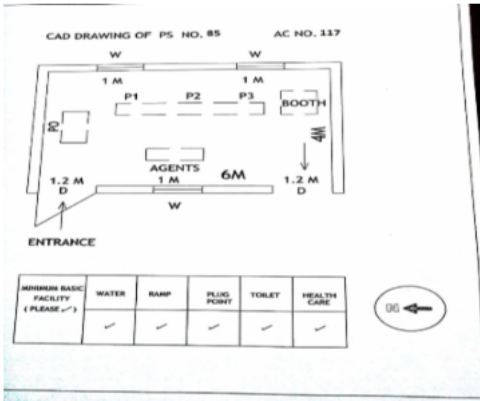 CAD DRAWING OF PS NO. 85 AC NO. 117
W W
1 M 1 M
P1 P2 P3
BOOTH
PO
4M
AGENTS
1.2 M 1 M 6M 1.2 M
D D
W
ENTRANCE
MINIMUM BASIC
FACILITY
( PLEASE ✓ )
WATER
RAMP
PLUG
POINT
TOILET
HEALTH
CARE
✓ ✓ ✓ ✓ ✓